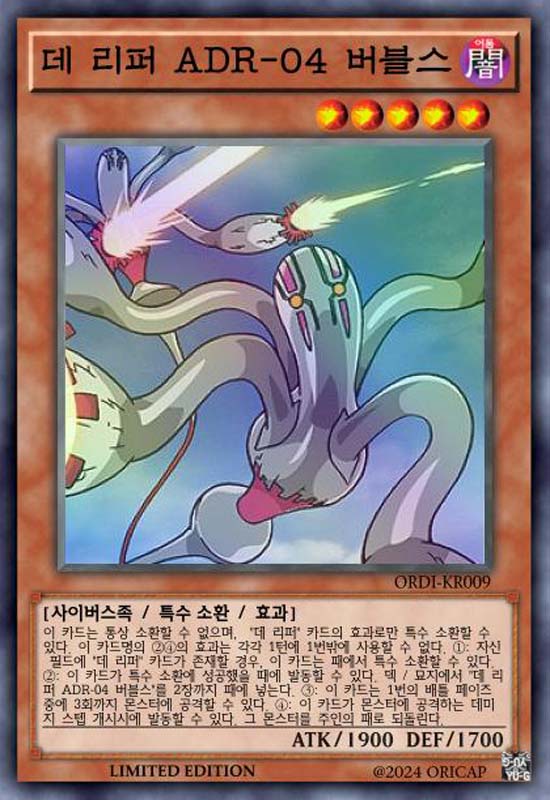 데 리퍼 ADR-04 버블스
어둠
闇
ORDI-KR009
[사이버스족 / 특수 소환 / 효과]
이 카드는 통상 소환할 수 없으며, "데 리퍼" 카드의 효과로만 특수 소환할 수
있다. 이 카드명의 ②④의 효과는 각각 1턴에 1번밖에 사용할 수 없다. ①: 자신
필드에 "데 리퍼" 카드가 존재할 경우, 이 카드는 패에서 특수 소환할 수 있다.
②: 이 카드가 특수 소환에 성공했을 때에 발동할 수 있다. 덱 / 묘지에서 "데 리
퍼 ADR-04 버블스"를 2장까지 패에 넣는다. ③: 이 카드는 1번의 배틀 페이즈
중에 3회까지 몬스터에 공격할 수 있다. ④: 이 카드가 몬스터에 공격하는 데미
지 스텝 개시시에 발동할 수 있다. 그 몬스터를 주인의 패로 되돌린다.
ATK/1900 DEF/1700
LIMITED EDITION
©2024 ORICAP